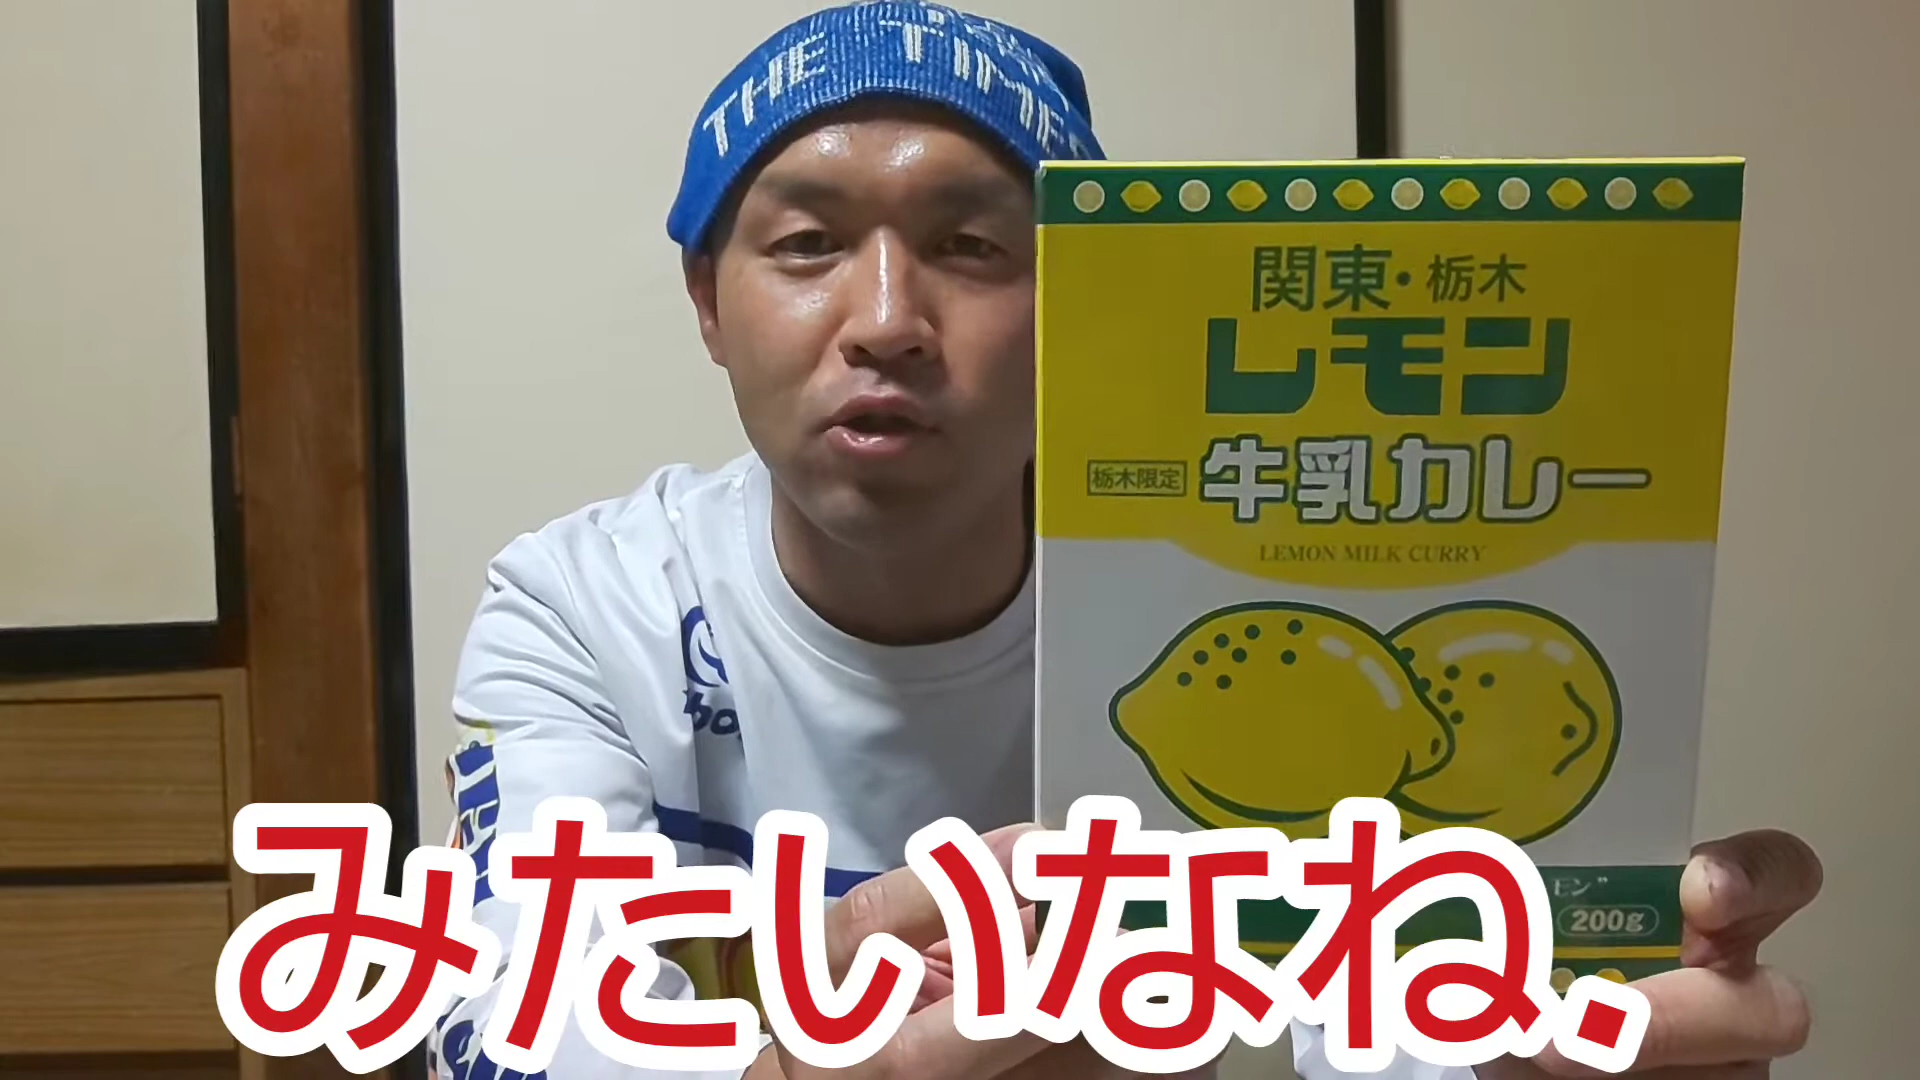 THE TIMES
関東・栃木
レモン
栃木限定
牛乳カレー
LEMON MILK CURRY
モン”
200g
みたいなね.